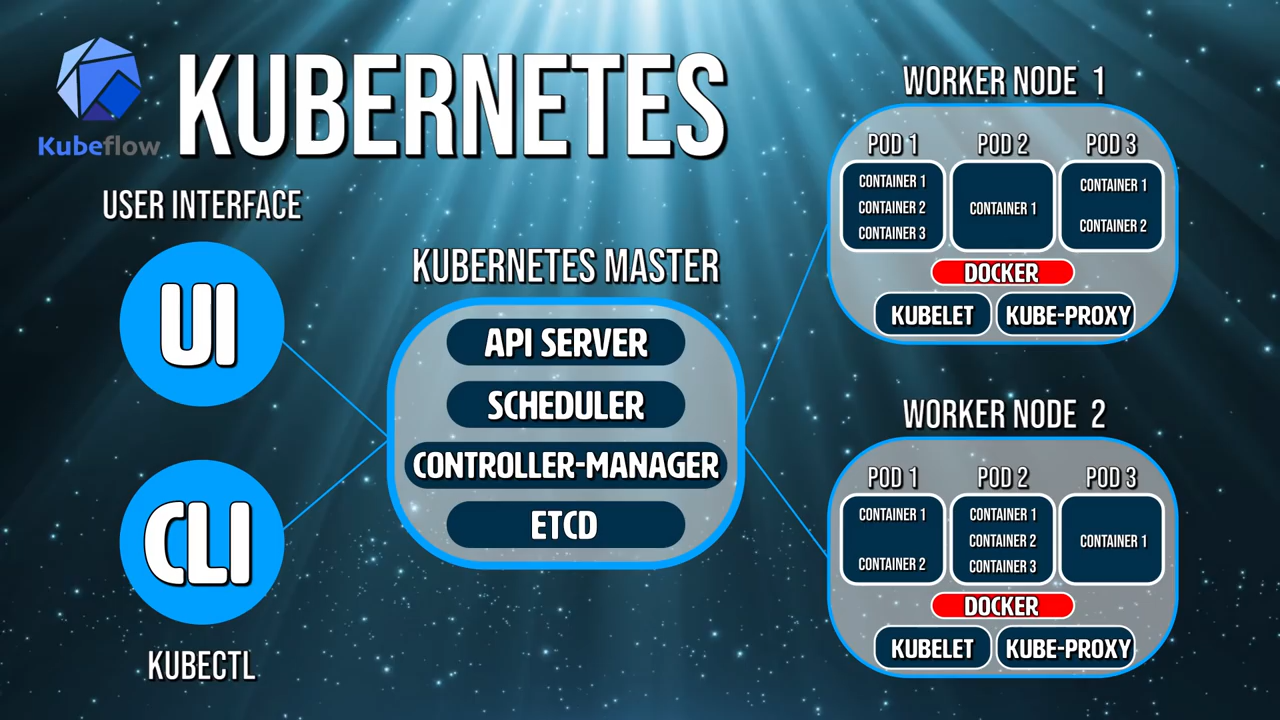 Kubeflow
KUBERNETES
USER INTERFACE
UI
CLI
KUBECTL
KUBERNETES MASTER
API SERVER
SCHEDULER
CONTROLLER-MANAGER
ETCD
WORKER NODE 1
POD 1
CONTAINER 1
CONTAINER 2
CONTAINER 3
POD 2
CONTAINER 1
POD 3
CONTAINER 1
CONTAINER 2
DOCKER
KUBELET
KUBE-PROXY
WORKER NODE 2
POD 1
CONTAINER 1
CONTAINER 2
POD 2
CONTAINER 1
CONTAINER 2
CONTAINER 3
POD 3
CONTAINER 1
DOCKER
KUBELET
KUBE-PROXY